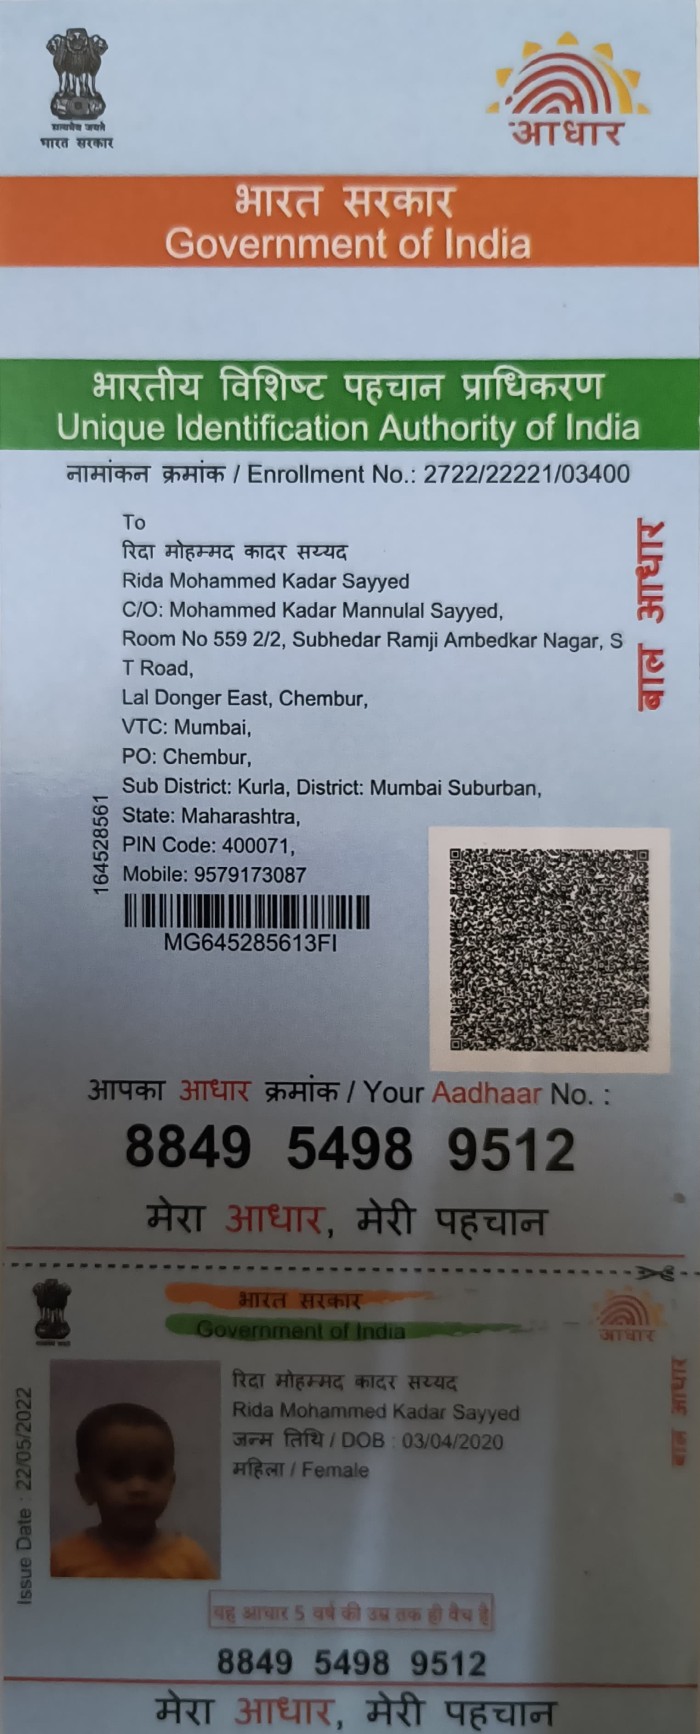 सत्यमेव जयते
भारत सरकार
आधार
भारत सरकार
Government of India
भारतीय विशिष्ट पहचान प्राधिकरण
Unique Identification Authority of India
नामांकन क्रमांक / Enrollment No.: 2722/22221/03400
To
रिदा मोहम्मद कादर सय्यद
Rida Mohammed Kadar Sayyed
C/O: Mohammed Kadar Mannulal Sayyed,
Room No 559 2/2, Subhedar Ramji Ambedkar Nagar, S
T Road,
Lal Donger East, Chembur,
VTC: Mumbai,
PO: Chembur,
Sub District: Kurla, District: Mumbai Suburban,
State: Maharashtra,
PIN Code: 400071,
Mobile: 9579173087
164528561
बाल आधार
MG645285613FI
आपका आधार क्रमांक / Your Aadhaar No. :
8849 5498 9512
मेरा आधार, मेरी पहचान
भारत सरकार
Government of India
आधार
रिदा मोहम्मद कादर सय्यद
Rida Mohammed Kadar Sayyed
जन्म तिथि / DOB : 03/04/2020
महिला / Female
Issue Date : 22/05/2022
बाल आधार
यह आधार 5 वर्ष की उम्र तक ही वैध है
8849 5498 9512
मेरा आधार, मेरी पहचान